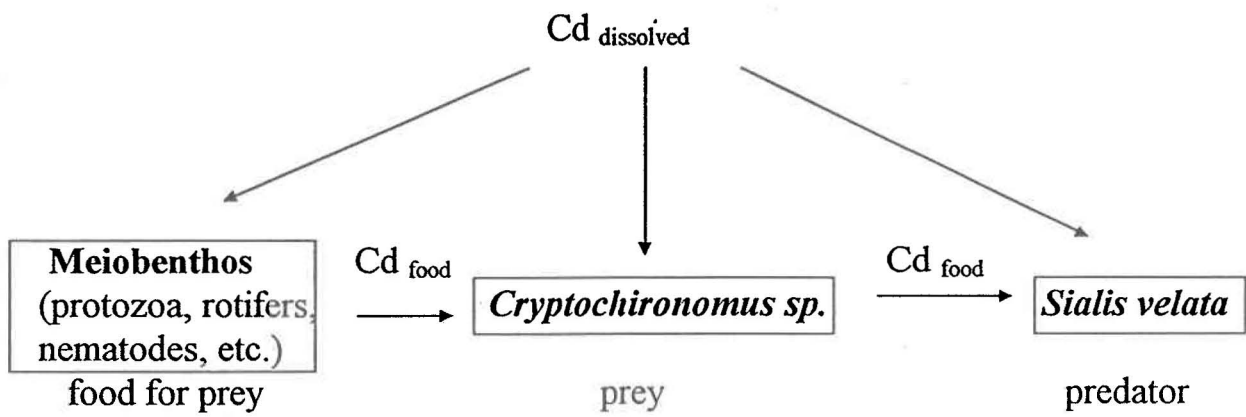 Cd dissolved
Meiobenthos
(protozoa, rotifers,
nematodes, etc.)
food for prey
Cd food
Cryptochironomus sp.
prey
Cd food
Sialis velata
predator